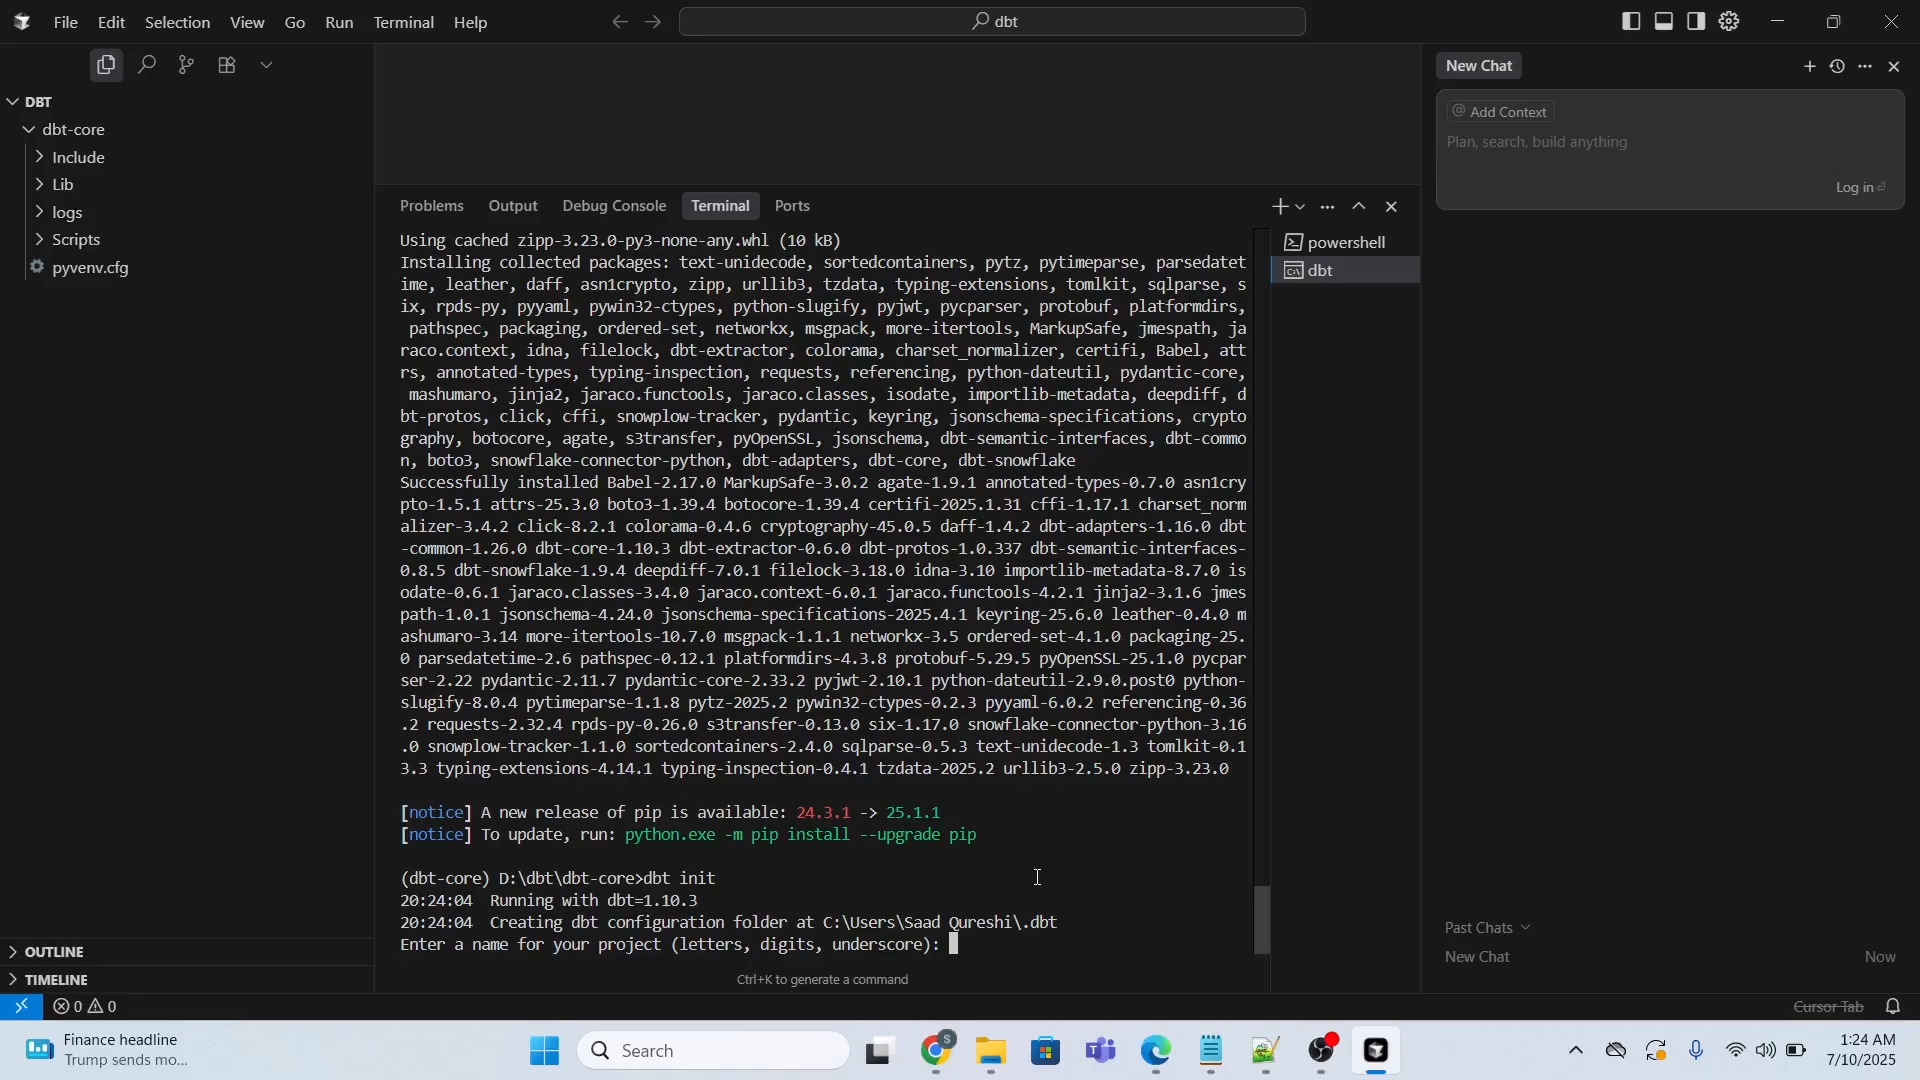 File Edit Selection View Go Run Terminal Help
dbt
DBT
dbt-core
Include
Lib
logs
Scripts
pyvenv.cfg
OUTLINE
TIMELINE
Problems Output Debug Console Terminal Ports
powershell
dbt
Using cached zipp-3.23.0-py3-none-any.whl (10 kB)
Installing collected packages: text-unidecode, sortedcontainers, pytz, pytimeparse, parsedatet
ime, leather, daff, asn1crypto, zipp, urllib3, tzdata, typing-extensions, tomlkit, sqlparse, s
ix, rpds-py, pyyaml, pywin32-ctypes, python-slugify, pyjwt, pycparser, protobuf, platformdirs,
pathspec, packaging, ordered-set, networkx, msgpack, more-itertools, MarkupSafe, jmespath, ja
raco.context, idna, filelock, dbt-extractor, colorama, charset_normalizer, certifi, Babel, att
rs, annotated-types, typing-inspection, requests, referencing, python-dateutil, pydantic-core,
mashumaro, jinja2, jaraco.functools, jaraco.classes, isodate, importlib-metadata, deepdiff, d
bt-protos, click, cffi, snowplow-tracker, pydantic, keyring, jsonschema-specifications, crypto
graphy, botocore, agate, s3transfer, pyOpenSSL, jsonschema, dbt-semantic-interfaces, dbt-commo
n, boto3, snowflake-connector-python, dbt-adapters, dbt-core, dbt-snowflake
Successfully installed Babel-2.17.0 MarkupSafe-3.0.2 agate-1.9.1 annotated-types-0.7.0 asn1cry
pto-1.5.1 attrs-25.3.0 boto3-1.39.4 botocore-1.39.4 certifi-2025.1.31 cffi-1.17.1 charset_norm
alizer-3.4.2 click-8.2.1 colorama-0.4.6 cryptography-45.0.5 daff-1.4.2 dbt-adapters-1.16.0 dbt
-common-1.26.0 dbt-core-1.10.3 dbt-extractor-0.6.0 dbt-protos-1.0.337 dbt-semantic-interfaces-
0.8.5 dbt-snowflake-1.9.4 deepdiff-7.0.1 filelock-3.18.0 idna-3.10 importlib-metadata-8.7.0 is
odate-0.6.1 jaraco.classes-3.4.0 jaraco.context-6.0.1 jaraco.functools-4.2.1 jinja2-3.1.6 jmes
path-1.0.1 jsonschema-4.24.0 jsonschema-specifications-2025.4.1 keyring-25.6.0 leather-0.4.0 m
ashumaro-3.14 more-itertools-10.7.0 msgpack-1.1.1 networkx-3.5 ordered-set-4.1.0 packaging-25.
0 parsedatetime-2.6 pathspec-0.12.1 platformdirs-4.3.8 protobuf-5.29.5 pyOpenSSL-25.1.0 pycpar
ser-2.22 pydantic-2.11.7 pydantic-core-2.33.2 pyjwt-2.10.1 python-dateutil-2.9.0.post0 python-
slugify-8.0.4 pytimeparse-1.1.8 pytz-2025.2 pywin32-ctypes-0.2.3 pyyaml-6.0.2 referencing-0.36
.2 requests-2.32.4 rpds-py-0.26.0 s3transfer-0.13.0 six-1.17.0 snowflake-connector-python-3.16
.0 snowplow-tracker-1.1.0 sortedcontainers-2.4.0 sqlparse-0.5.3 text-unidecode-1.3 tomlkit-0.1
3.3 typing-extensions-4.14.1 typing-inspection-0.4.1 tzdata-2025.2 urllib3-2.5.0 zipp-3.23.0
[notice] A new release of pip is available: 24.3.1 -> 25.1.1
[notice] To update, run: python.exe -m pip install --upgrade pip
(dbt-core) D:\dbt\dbt-core>dbt init
20:24:04 Running with dbt=1.10.3
20:24:04 Creating dbt configuration folder at C:\Users\Saad Qureshi\.dbt
Enter a name for your project (letters, digits, underscore):
Ctrl+K to generate a command
New Chat
@ Add Context
Plan, search, build anything
Log in
Past Chats
New Chat Now
0 0
Cursor Tab
Finance headline
Trump sends mo...
Search
S
1:24 AM
7/10/2025